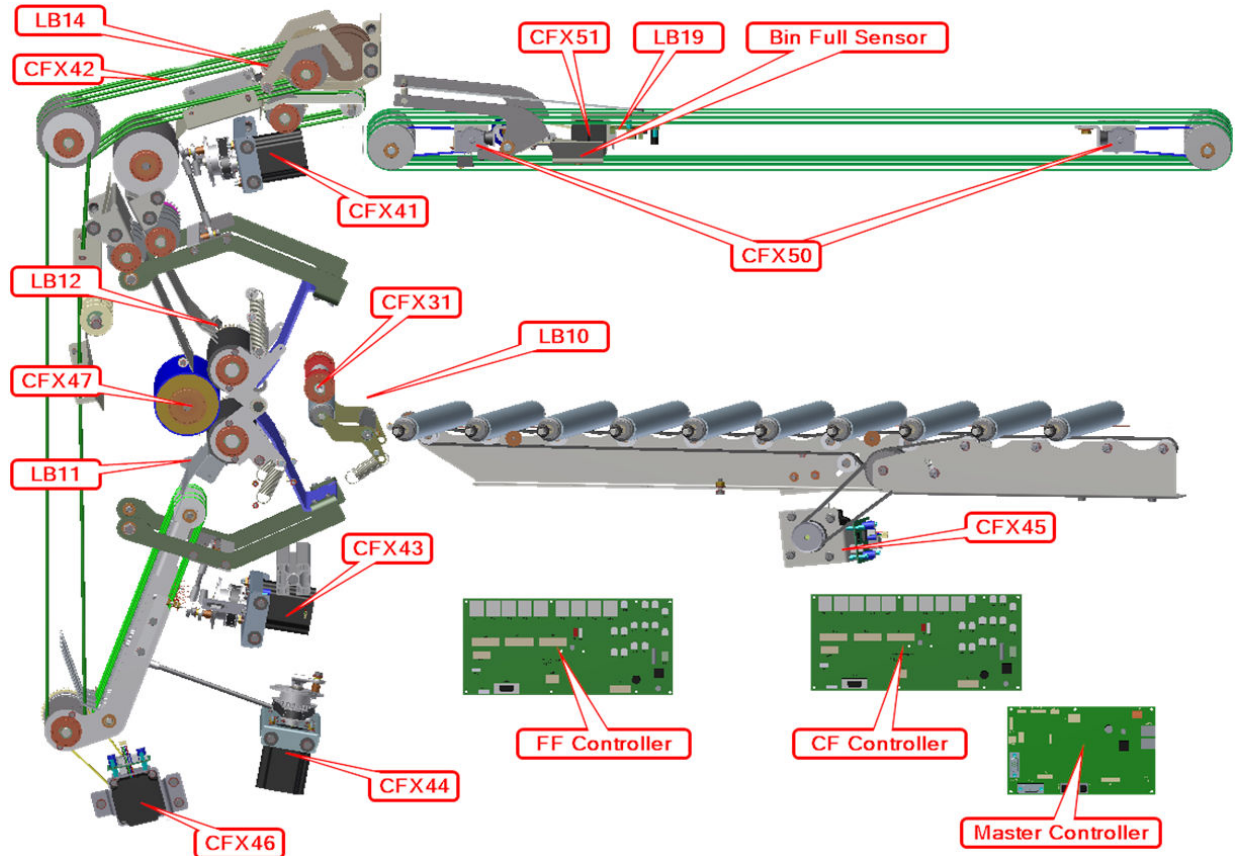 LB14
CFX42
CFX51
LB19
Bin Full Sensor
CFX41
CFX50
LB12
CFX31
LB10
CFX47
LB11
CFX43
CFX45
FF Controller
CF Controller
CFX44
Master Controller
CFX46